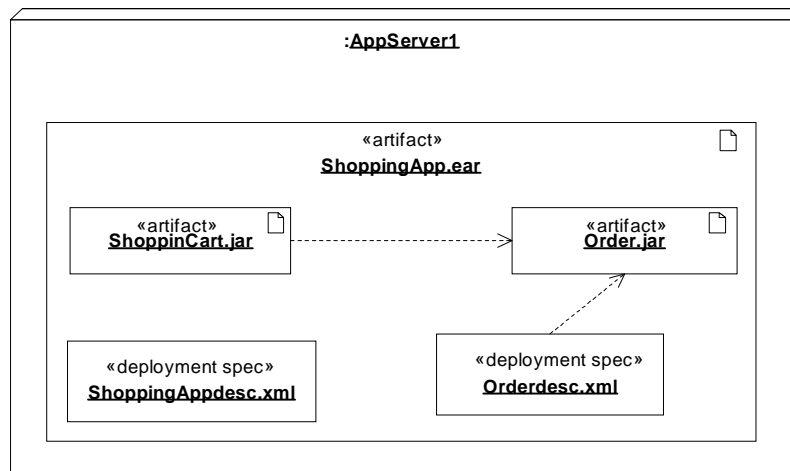 :AppServer1
«artifact»
ShoppingApp.ear
«artifact»
ShoppinCart.jar
«artifact»
Order.jar
«deployment spec»
ShoppingAppdesc.xml
«deployment spec»
Orderdesc.xml